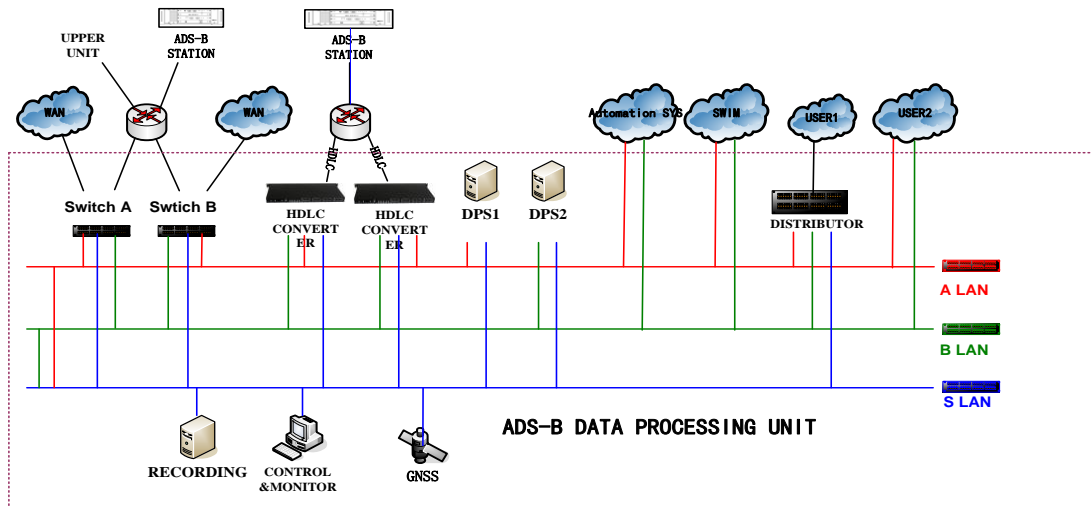 UPPER
UNIT
ADS-B
STATION
ADS-B
STATION
WAN
WAN
Automation SYS
SWIM
USER1
USER2
HDLC
HDLC
Switch A
Swtich B
HDLC
CONVERT
ER
HDLC
CONVERT
ER
DPS1
DPS2
DISTRIBUTOR
A LAN
B LAN
S LAN
RECORDING
CONTROL
&MONITOR
GNSS
ADS-B DATA PROCESSING UNIT